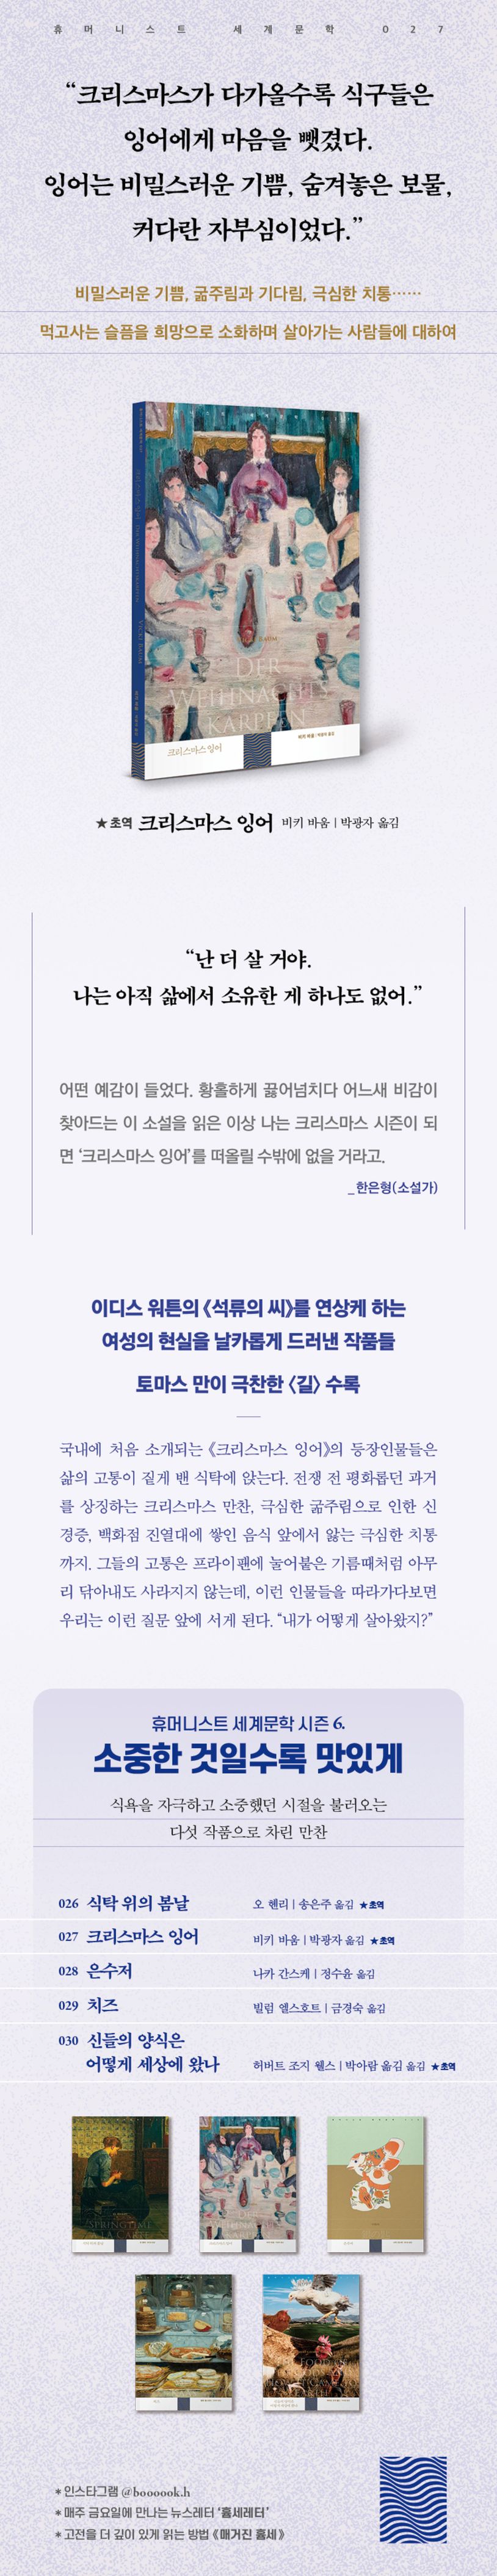 휴머니스트 세계문학 027
“크리스마스가 다가올수록 식구들은
잉어에게 마음을 뺏겼다.
잉어는 비밀스러운 기쁨, 숨겨놓은 보물,
커다란 자부심이었다.”
비밀스러운 기쁨, 굶주림과 기다림, 극심한 치통……
먹고사는 슬픔을 희망으로 소화하며 살아가는 사람들에 대하여
DER
WEIHNACHTS
KARPFEN
크리스마스 잉어
비키 바움 | 박광자 옮김
★초역 크리스마스 잉어 비키 바움 | 박광자 옮김
“난 더 살 거야.
나는 아직 삶에서 소유한 게 하나도 없어.”
어떤 예감이 들었다. 황홀하게 끓어넘치다 어느새 비감이
찾아드는 이 소설을 읽은 이상 나는 크리스마스 시즌이 되
면 ‘크리스마스 잉어’를 떠올릴 수밖에 없을 거라고.
_한은형(소설가)
이디스 워튼의 《석류의 씨》를 연상케 하는
여성의 현실을 날카롭게 드러낸 작품들
토마스 만이 극찬한 〈길〉 수록
국내에 처음 소개되는 《크리스마스 잉어》의 등장인물들은
삶의 고통이 짙게 밴 식탁에 앉는다. 전쟁 전 평화롭던 과거
를 상징하는 크리스마스 만찬, 극심한 굶주림으로 인한 신
경증, 백화점 진열대에 쌓인 음식 앞에서 앓는 극심한 치통
까지. 그들의 고통은 프라이팬에 눌어붙은 기름때처럼 아무
리 닦아내도 사라지지 않는데, 이런 인물들을 따라가다보면
우리는 이런 질문 앞에 서게 된다. “내가 어떻게 살아왔지?”
휴머니스트 세계문학 시즌 6.
소중한 것일수록 맛있게
식욕을 자극하고 소중했던 시절을 불러오는
다섯 작품으로 차린 만찬
026 식탁 위의 봄날 오 헨리 | 송은주 옮김 ★초역
027 크리스마스 잉어 비키 바움 | 박광자 옮김 ★초역
028 은수저 나카 간스케 | 정수윤 옮김
029 치즈 빌럼 엘스호트 | 금경숙 옮김
030 신들의 양식은
어떻게 세상에 왔나 허버트 조지 웰스 | 박아람 옮김 옮김 ★초역
*인스타그램 @boooook.h
*매주 금요일에 만나는 뉴스레터 ‘흄세레터’
*고전을 더 깊이 있게 읽는 방법 《매거진 흄세》